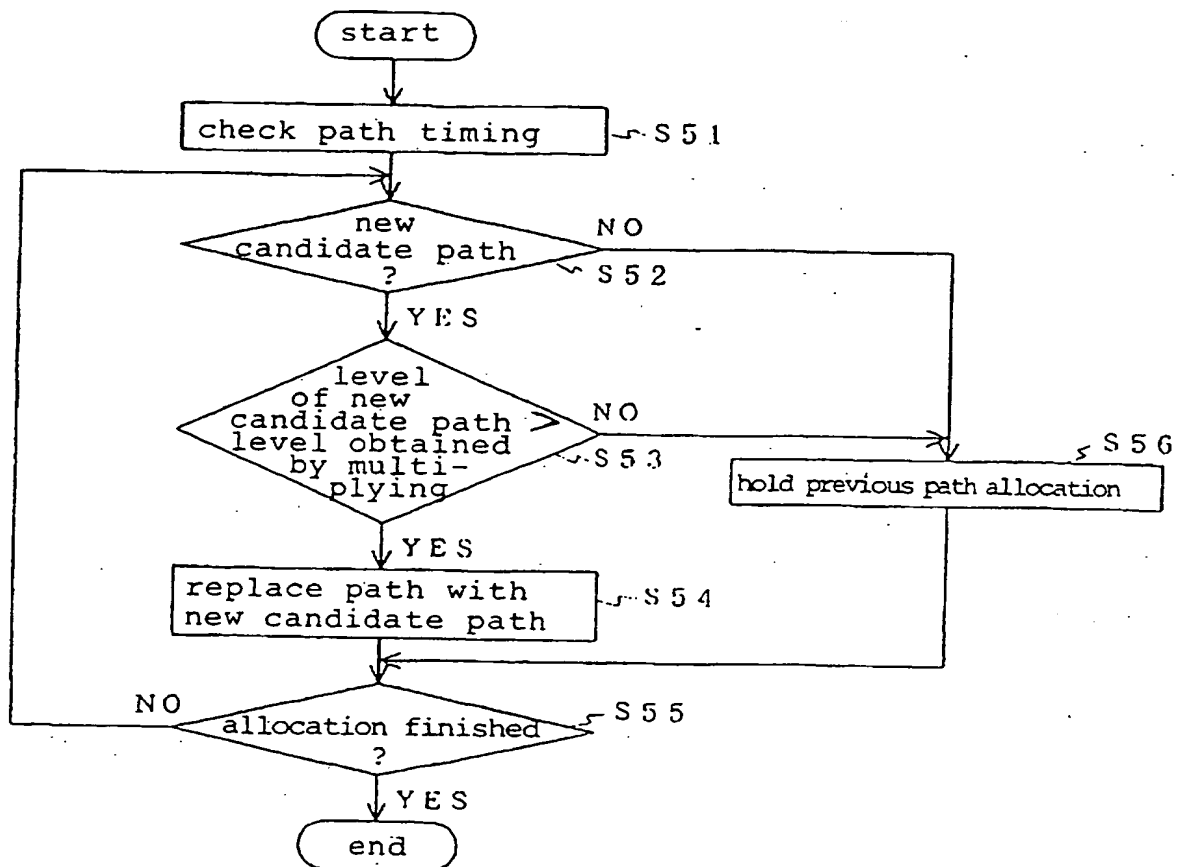 start
check path timing
S51
new
candidate path
?
NO
S52
YES
level
of new
candidate path >
level obtained
by multi-
plying
NO
S53
S56
hold previous path allocation
YES
replace path with
new candidate path
S54
NO
allocation finished
?
S55
YES
end